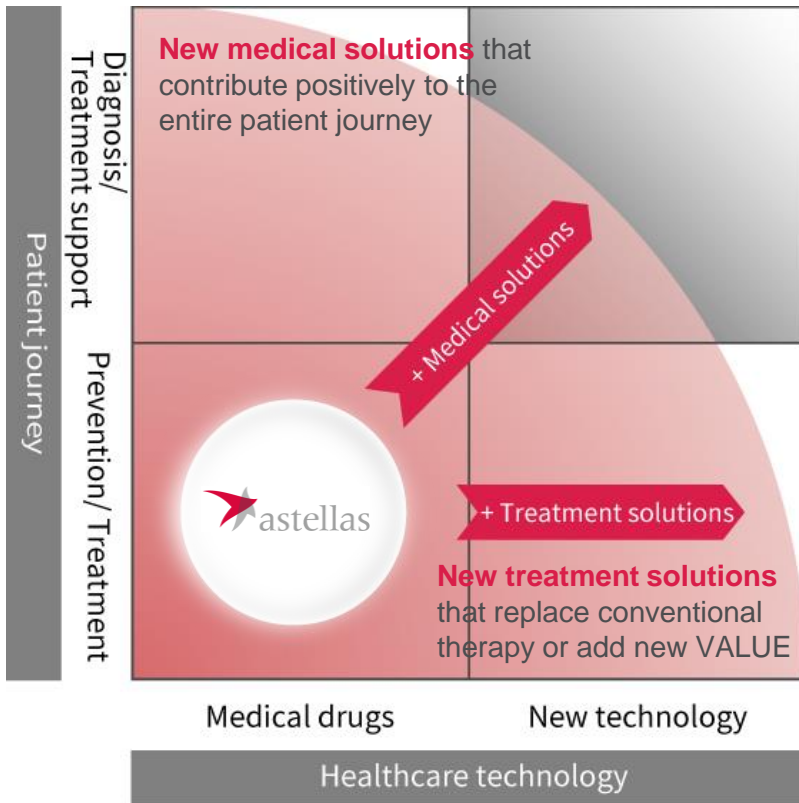 New medical solutions that
contribute positively to the
entire patient journey
Diagnosis/
Treatment support
Patient journey
Prevention/ Treatment
+ Medical solutions
astellas
+ Treatment solutions
New treatment solutions
that replace conventional
therapy or add new VALUE
Medical drugs
New technology
Healthcare technology